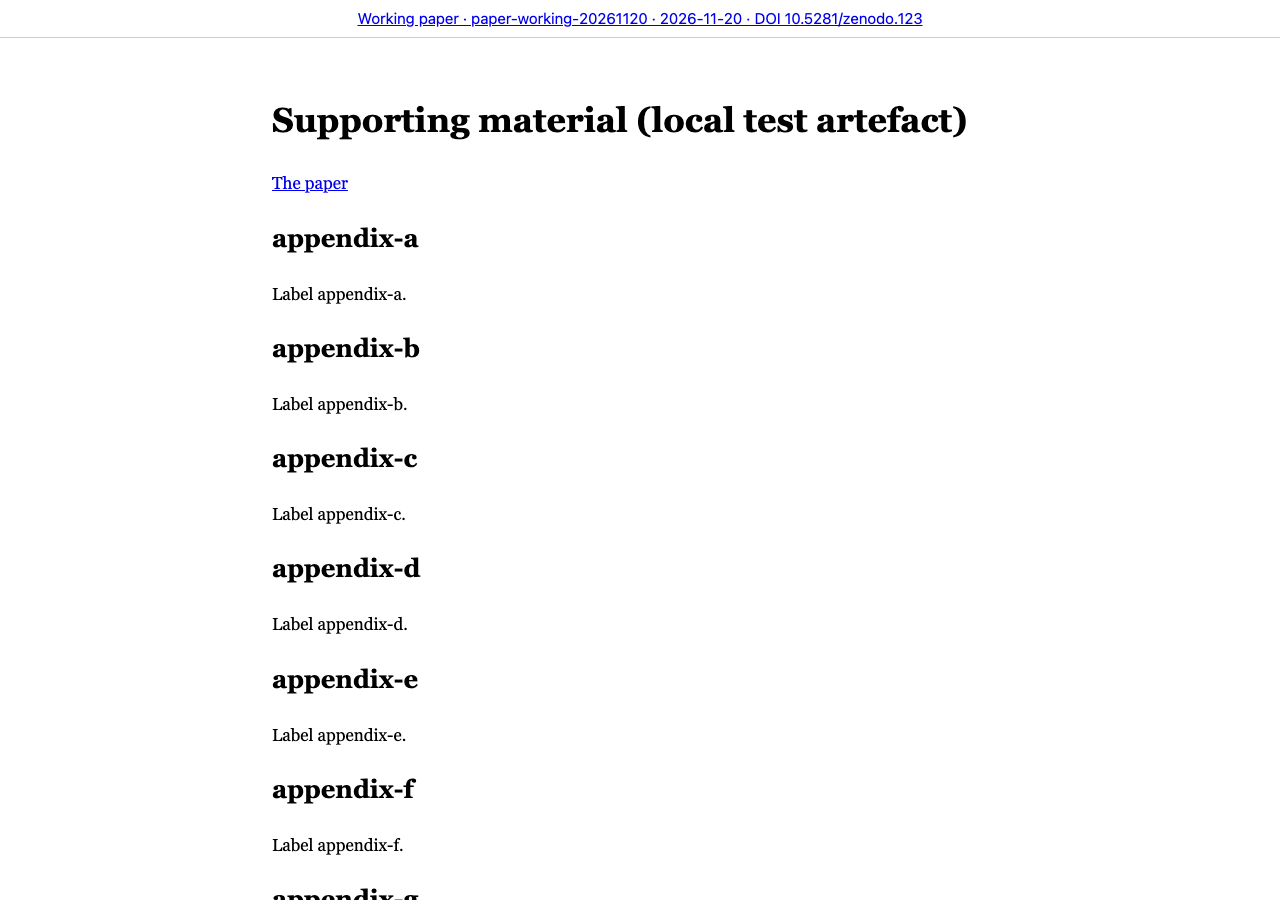 Working paper · paper-working-20261120 · 2026-11-20 · DOI 10.5281/zenodo.123
Supporting material (local test artefact)
The paper
appendix-a
Label appendix-a.
appendix-b
Label appendix-b.
appendix-c
Label appendix-c.
appendix-d
Label appendix-d.
appendix-e
Label appendix-e.
appendix-f
Label appendix-f.
appendix-g